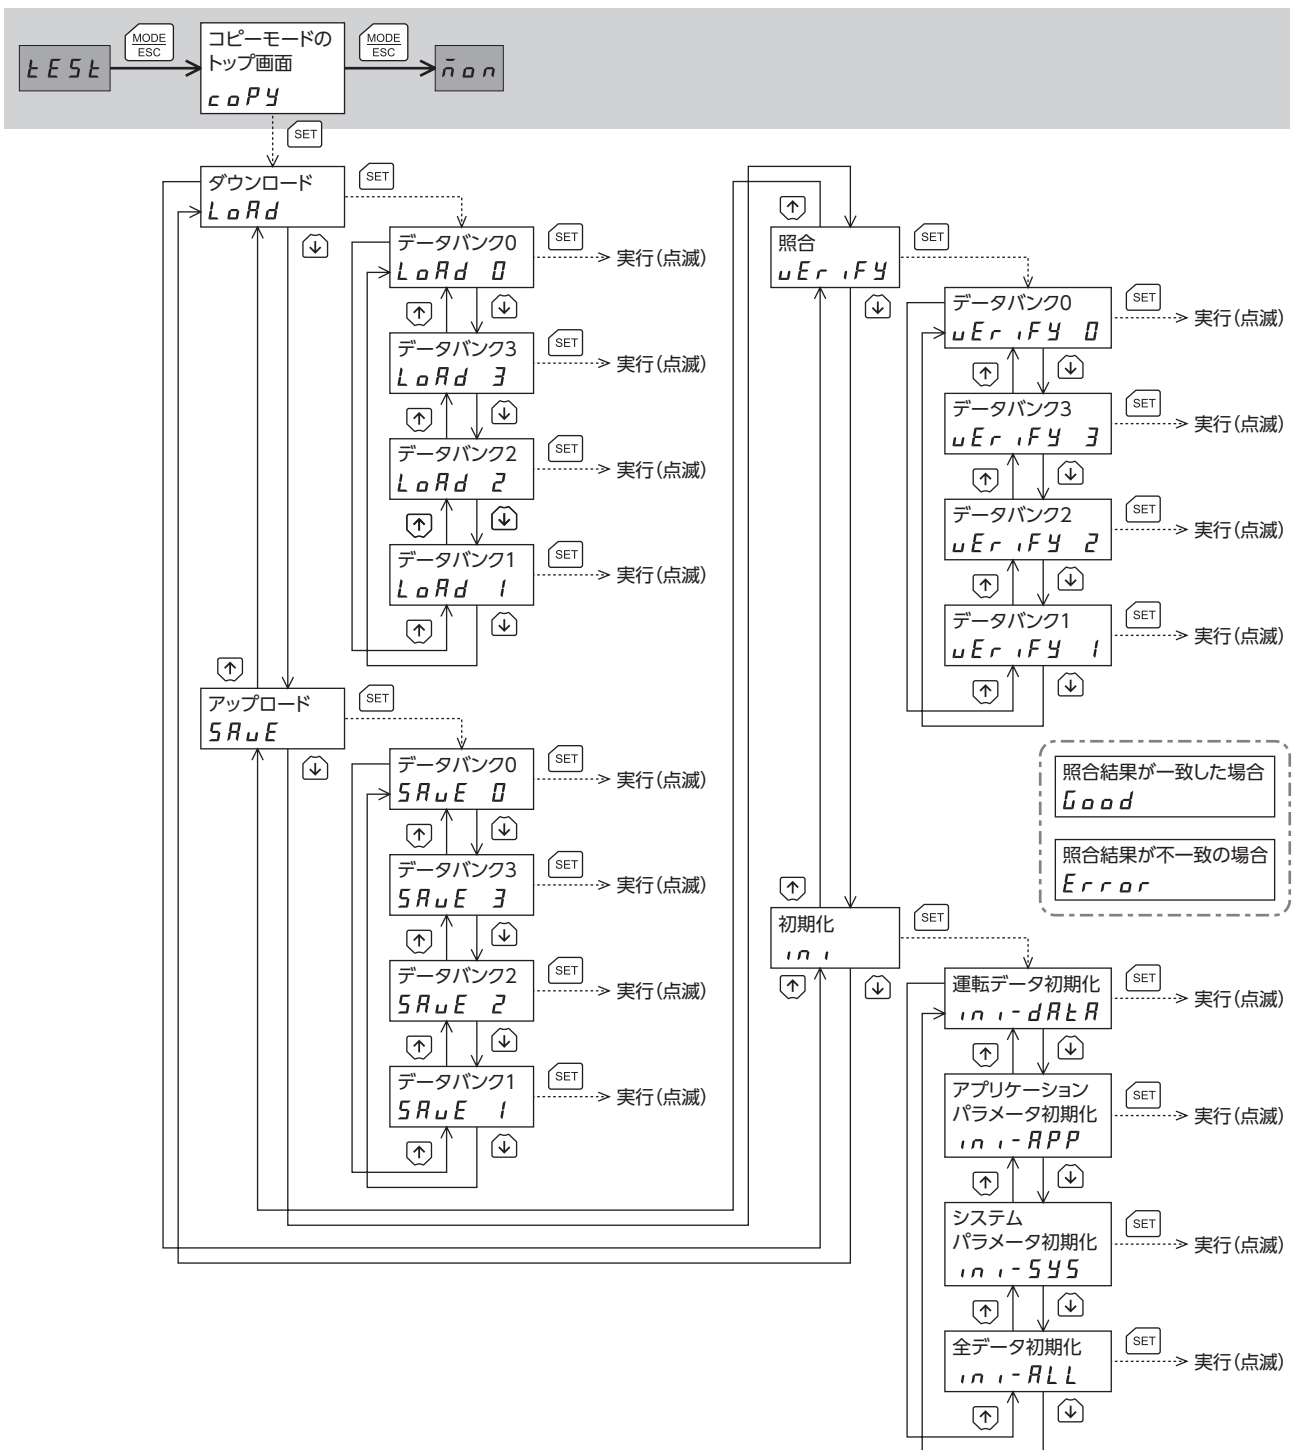 MODE
ESC
MODE
ESC
tESt
コピーモードの
トップ画面
coPY
mon
SET
ダウンロード
LoAd
SET
↓
データバンク0
LoAd 0
SET
実行(点滅)
↑
↓
データバンク3
LoAd 3
SET
実行(点滅)
↑
↓
データバンク2
LoAd 2
SET
実行(点滅)
↑
↓
データバンク1
LoAd 1
SET
実行(点滅)
↑
↓
↑
アップロード
SAvE
SET
↓
データバンク0
SAvE 0
SET
実行(点滅)
↑
↓
データバンク3
SAvE 3
SET
実行(点滅)
↑
↓
データバンク2
SAvE 2
SET
実行(点滅)
↑
↓
データバンク1
SAvE 1
SET
実行(点滅)
↑
↓
↑
照合
vEriFY
SET
↓
データバンク0
vEriFY 0
SET
実行(点滅)
↑
↓
データバンク3
vEriFY 3
SET
実行(点滅)
↑
↓
データバンク2
vEriFY 2
SET
実行(点滅)
↑
↓
データバンク1
vEriFY 1
SET
実行(点滅)
↑
↓
照合結果が一致した場合
Good
照合結果が不一致の場合
Error
↑
初期化
ini
SET
↑
↓
運転データ初期化
ini-dAtA
SET
実行(点滅)
↑
↓
アプリケーション
パラメータ初期化
ini-APP
SET
実行(点滅)
↑
↓
システム
パラメータ初期化
ini-SYS
SET
実行(点滅)
↑
↓
全データ初期化
ini-ALL
SET
実行(点滅)
↑
↓